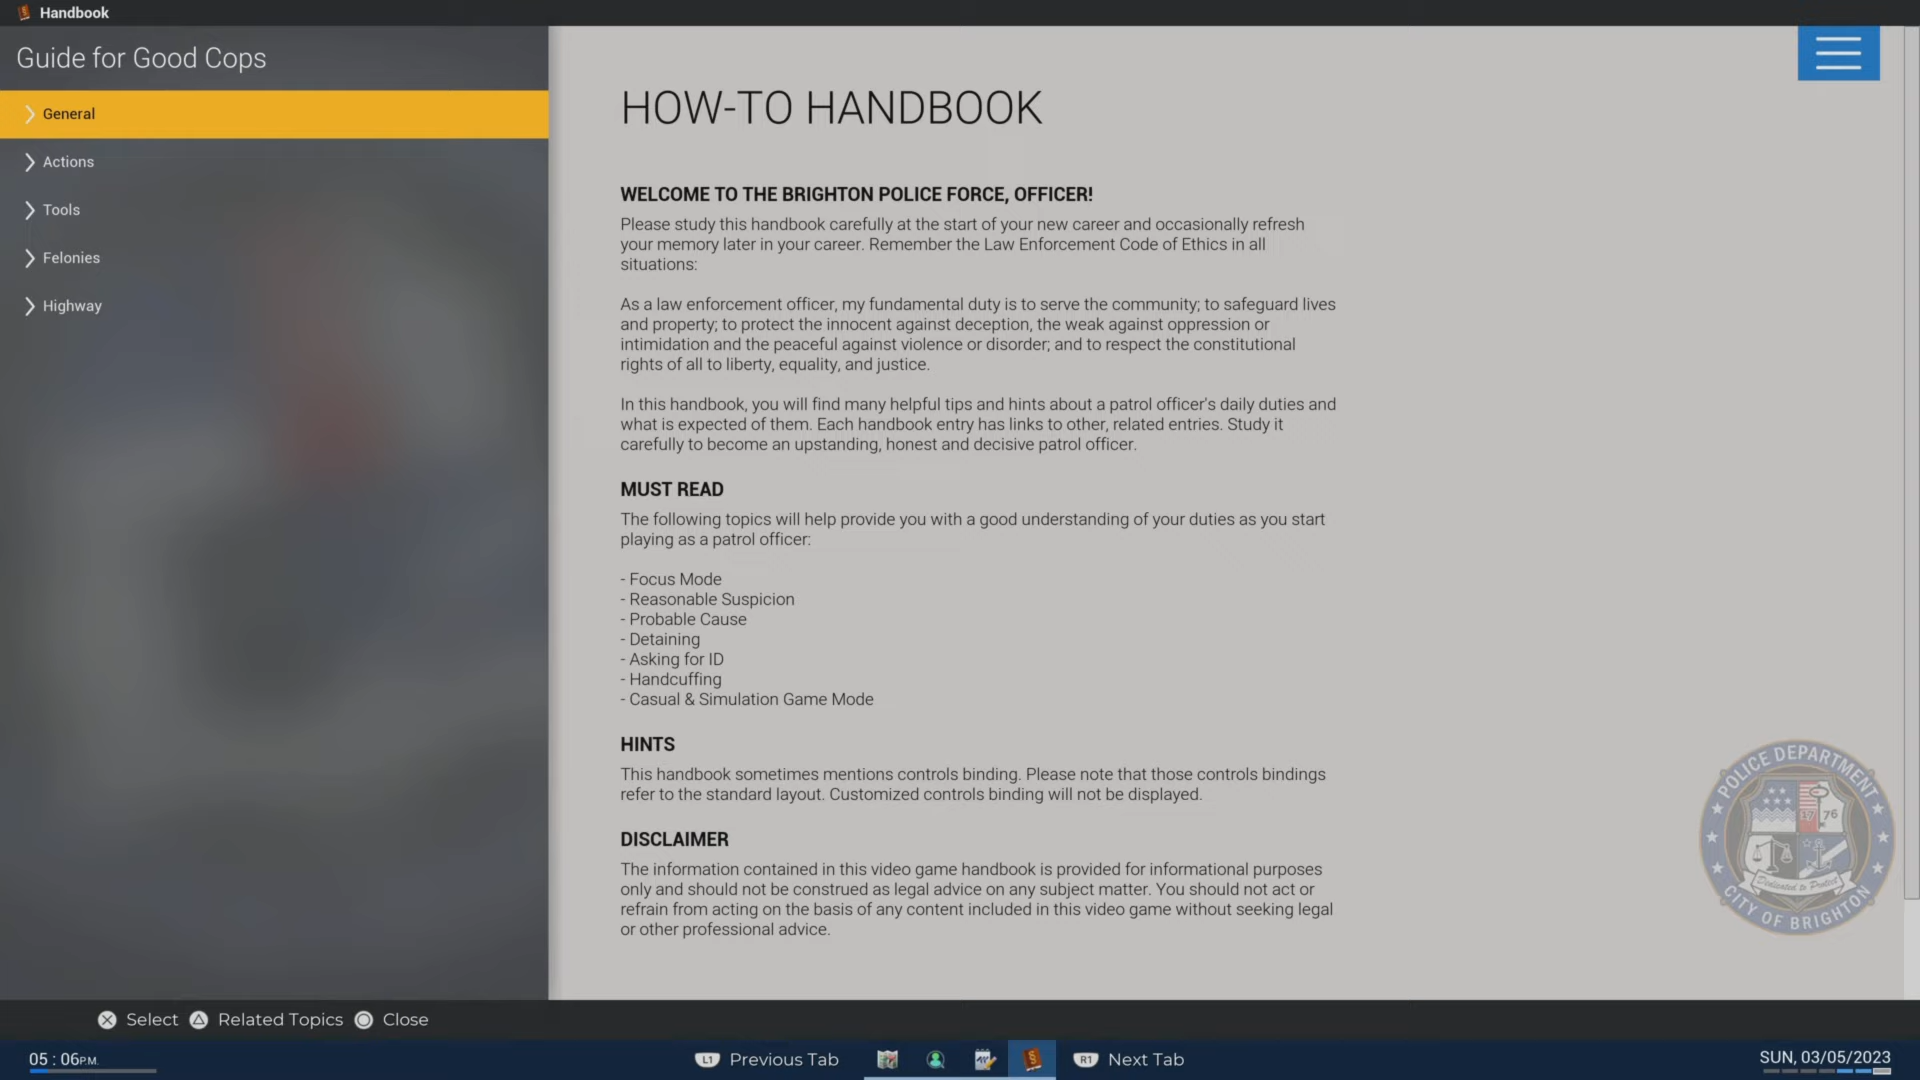 Handbook
Guide for Good Cops
General
Actions
Tools
Felonies
Highway
HOW-TO HANDBOOK
WELCOME TO THE BRIGHTON POLICE FORCE, OFFICER!
Please study this handbook carefully at the start of your new career and occasionally refresh
your memory later in your career. Remember the Law Enforcement Code of Ethics in all
situations:
As a law enforcement officer, my fundamental duty is to serve the community; to safeguard lives
and property; to protect the innocent against deception, the weak against oppression or
intimidation and the peaceful against violence or disorder; and to respect the constitutional
rights of all to liberty, equality, and justice.
In this handbook, you will find many helpful tips and hints about a patrol officer's daily duties and
what is expected of them. Each handbook entry has links to other, related entries. Study it
carefully to become an upstanding, honest and decisive patrol officer.
MUST READ
The following topics will help provide you with a good understanding of your duties as you start
playing as a patrol officer:
- Focus Mode
- Reasonable Suspicion
- Probable Cause
- Detaining
- Asking for ID
- Handcuffing
- Casual & Simulation Game Mode
HINTS
This handbook sometimes mentions controls binding. Please note that those controls bindings
refer to the standard layout. Customized controls binding will not be displayed.
DISCLAIMER
The information contained in this video game handbook is provided for informational purposes
only and should not be construed as legal advice on any subject matter. You should not act or
refrain from acting on the basis of any content included in this video game without seeking legal
or other professional advice.
POLICE DEPARTMENT
17 76
Dedicated to Protect
CITY OF BRIGHTON
Select Related Topics Close
05 : 06 P.M.
L1 Previous Tab
R1 Next Tab
SUN, 03/05/2023